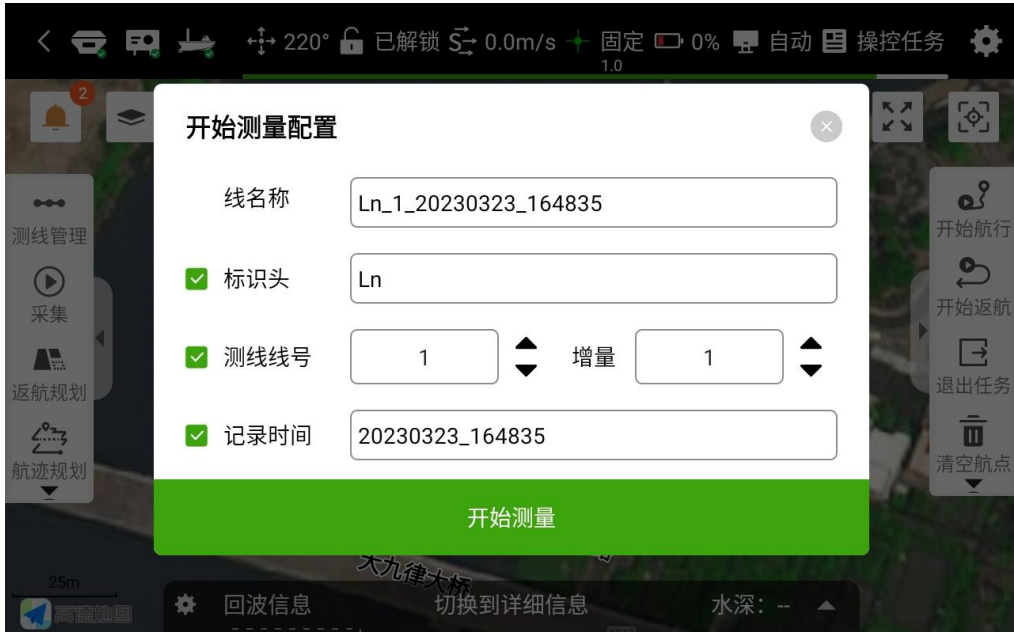 220° 已解锁 0.0m/s 固定 0% 自动 操控任务
1.0
2
开始测量配置
线名称 Ln_1_20230323_164835
标识头 Ln
测线线号 1 增量 1
记录时间 20230323_164835
开始测量
测线管理
采集
返航规划
航迹规划
开始航行
开始返航
退出任务
清空航点
大九律大桥
25m
高德地图
回波信息 切换到详细信息 水深：--